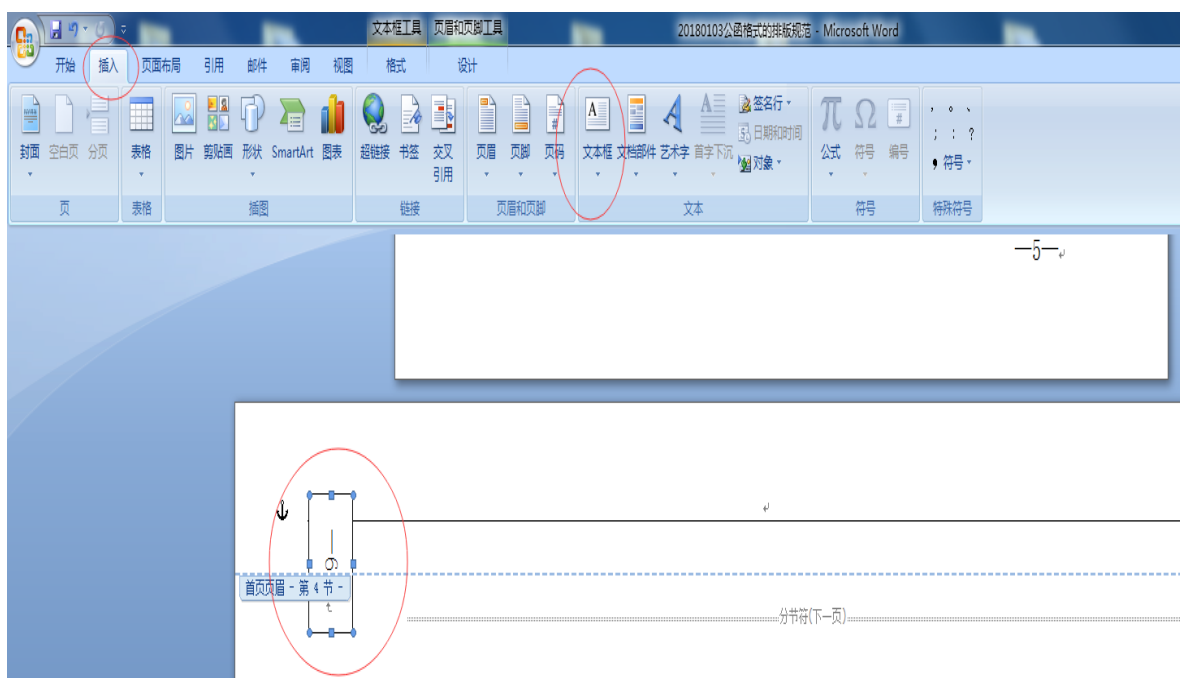 文本框工具 页眉和页脚工具 20180103公函格式的排版规范 - Microsoft Word
开始 插入 页面布局 引用 邮件 审阅 视图 格式 设计
封面 空白页 分页 表格 图片 剪贴画 形状 SmartArt 图表 超链接 书签 交叉引用 页眉 页脚 页码 文本框 文档部件 艺术字 首字下沉 签名行 日期和时间 对象 公式 符号 编号 , 。 、 ; : ? 符号
页 表格 插图 链接 页眉和页脚 文本 符号 特殊符号
—5—
6 —
首页页眉 - 第 4 节 -
分节符(下一页)